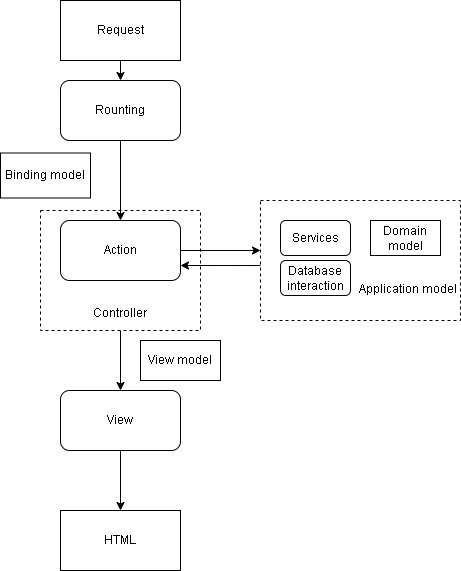 Request
Rounting
Binding model
Action
Services
Domain
model
Database
interaction
Application model
Controller
View model
View
HTML